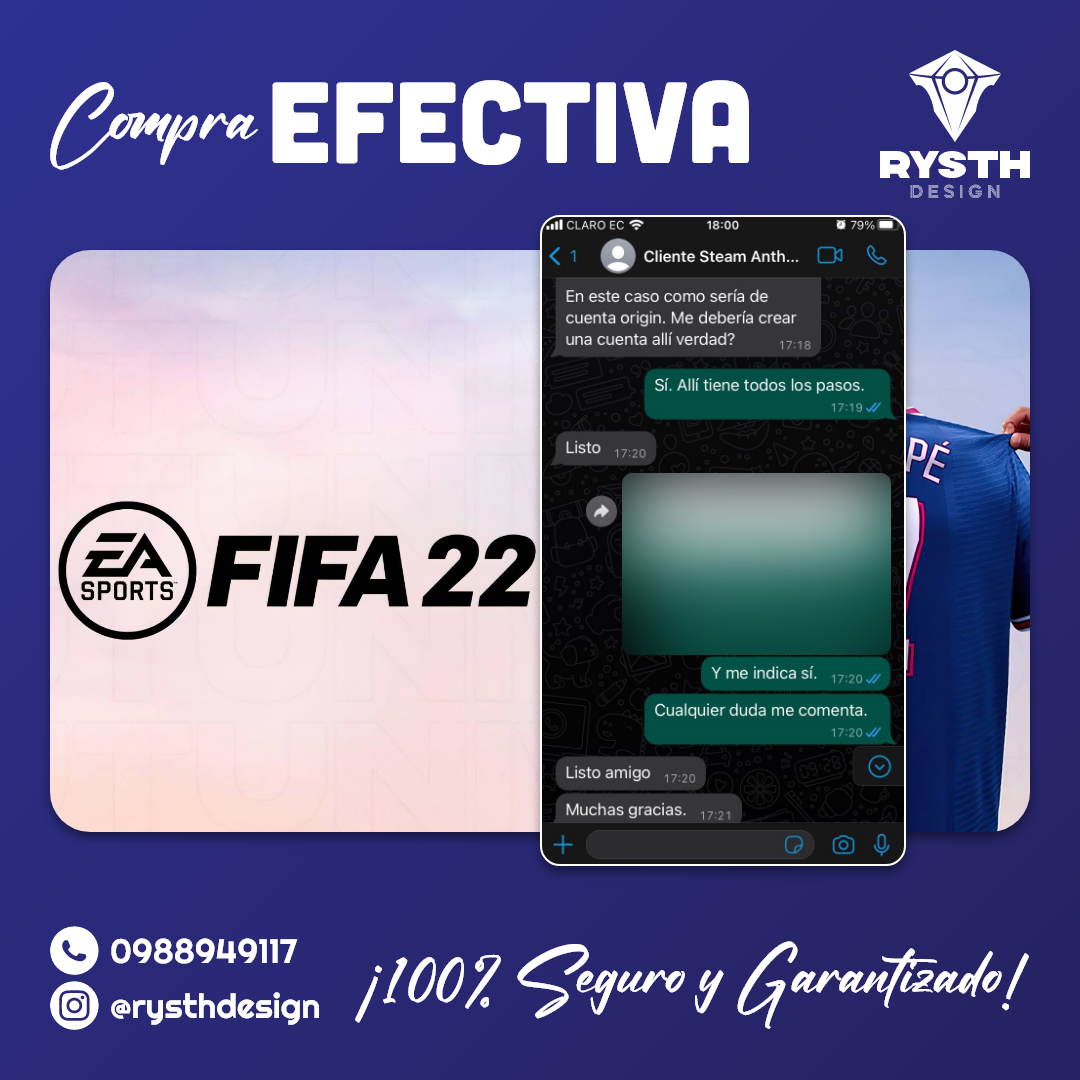 Compra EFECTIVA
RYSTH
DESIGN
CLARO EC 18:00 79%
1 Cliente Steam Anth...
En este caso como sería de
cuenta origin. Me debería crear
una cuenta allí verdad? 17:18
Sí. Allí tiene todos los pasos.
17:19
Listo 17:20
Y me indica sí. 17:20
Cualquier duda me comenta.
17:20
Listo amigo 17:20
Muchas gracias. 17:21
EA
SPORTS
FIFA 22
PÉ
7
0988949117
@rysthdesign
¡100% Seguro y Garantizado!